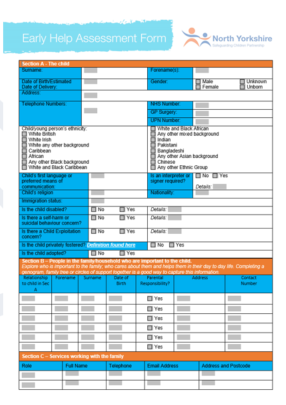 Early Help Assessment Form
North Yorkshire
Safeguarding Children Partnership
Section A - The child
Surname: Forename(s):
Date of Birth/Estimated Date of Delivery: Gender: Male Female Unknown Unborn
Address:
Telephone Numbers: NHS Number:
GP Surgery:
UPN Number:
Child/young person's ethnicity:
White British
White Irish
White any other background
Caribbean
African
Any other Black background
White and Black Caribbean
White and Black African
Any other mixed background
Indian
Pakistani
Bangladeshi
Any other Asian background
Chinese
Any other Ethnic Group
Child's first language or preferred means of communication
Is an interpreter or signer required? No Yes
Details
Child's religion Nationality:
Immigration status
Is the child disabled? No Yes Details
Is there a self-harm or suicidal behaviour concern? No Yes Details
Is there a Child Exploitation concern? No Yes Details
Is the child privately fostered? Definition found here No Yes
Is the child adopted? No Yes
Section B – People in the family/household who are important to the child.
Explore who is important to the family, who cares about them and helps them in their day to day life. Completing a genogram, family tree or circles of support together is a good way to capture this information.
Relationship to child in Sec A Forename Surname Date of Birth Parental Responsibility? Address Contact Number
Yes
Yes
Yes
Yes
Yes
Yes
Section C – Services working with the family
Role Full Name Telephone Email Address Address and Postcode